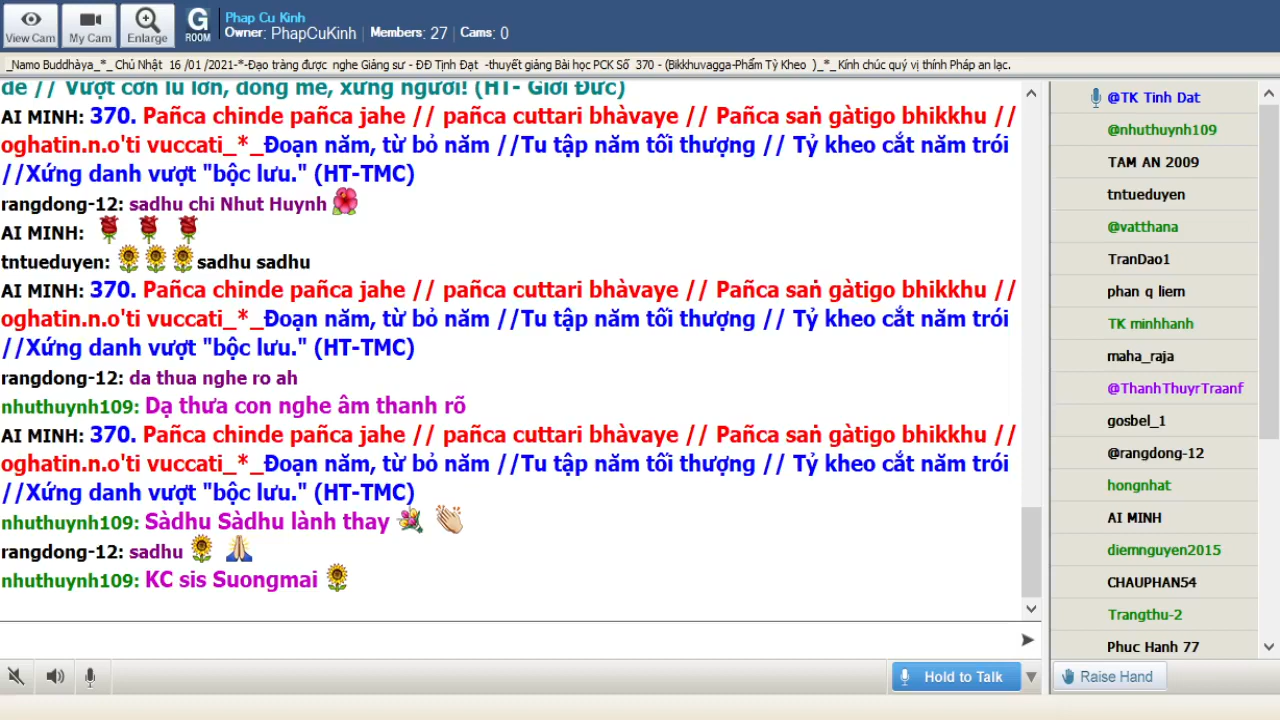 View Cam
My Cam
Enlarge
G
ROOM
Phap Cu Kinh
Owner: PhapCuKinh Members: 27 Cams: 0
_Namo Buddhàya_*_ Chủ Nhật 16 /01 /2021-*-Đạo tràng được nghe Giảng sư - ĐĐ Tịnh Đạt -thuyết giảng Bài học PCK Số 370 - (Bikkhuvagga-Phẩm Tỳ Kheo )_*_ Kính chúc quý vị thính Pháp an lạc.
đê // Vượt cơn lũ lớn, dòng mê, xứng người! (HT- Giới Đức)
AI MINH: 370. Pañca chinde pañca jahe // pañca cuttari bhàvaye // Pañca saṅ gàtigo bhikkhu //
oghatin.n.o'ti vuccati_*_Đoạn năm, từ bỏ năm //Tu tập năm tối thượng // Tỷ kheo cắt năm trói
//Xứng danh vượt "bộc lưu." (HT-TMC)
rangdong-12: sadhu chi Nhut Huynh
AI MINH:
tntueduyen: sadhu sadhu
AI MINH: 370. Pañca chinde pañca jahe // pañca cuttari bhàvaye // Pañca saṅ gàtigo bhikkhu //
oghatin.n.o'ti vuccati_*_Đoạn năm, từ bỏ năm //Tu tập năm tối thượng // Tỷ kheo cắt năm trói
//Xứng danh vượt "bộc lưu." (HT-TMC)
rangdong-12: da thua nghe ro ah
nhuthuynh109: Dạ thưa con nghe âm thanh rõ
AI MINH: 370. Pañca chinde pañca jahe // pañca cuttari bhàvaye // Pañca saṅ gàtigo bhikkhu //
oghatin.n.o'ti vuccati_*_Đoạn năm, từ bỏ năm //Tu tập năm tối thượng // Tỷ kheo cắt năm trói
//Xứng danh vượt "bộc lưu." (HT-TMC)
nhuthuynh109: Sàdhu Sàdhu lành thay
rangdong-12: sadhu
nhuthuynh109: KC sis Suongmai
Hold to Talk
@TK Tinh Dat
@nhuthuynh109
TAM AN 2009
tntueduyen
@vatthana
TranDao1
phan q liem
TK minhhanh
maha_raja
@ThanhThuyrTraanf
gosbel_1
@rangdong-12
hongnhat
AI MINH
diemnguyen2015
CHAUPHAN54
Trangthu-2
Phuc Hanh 77
Raise Hand